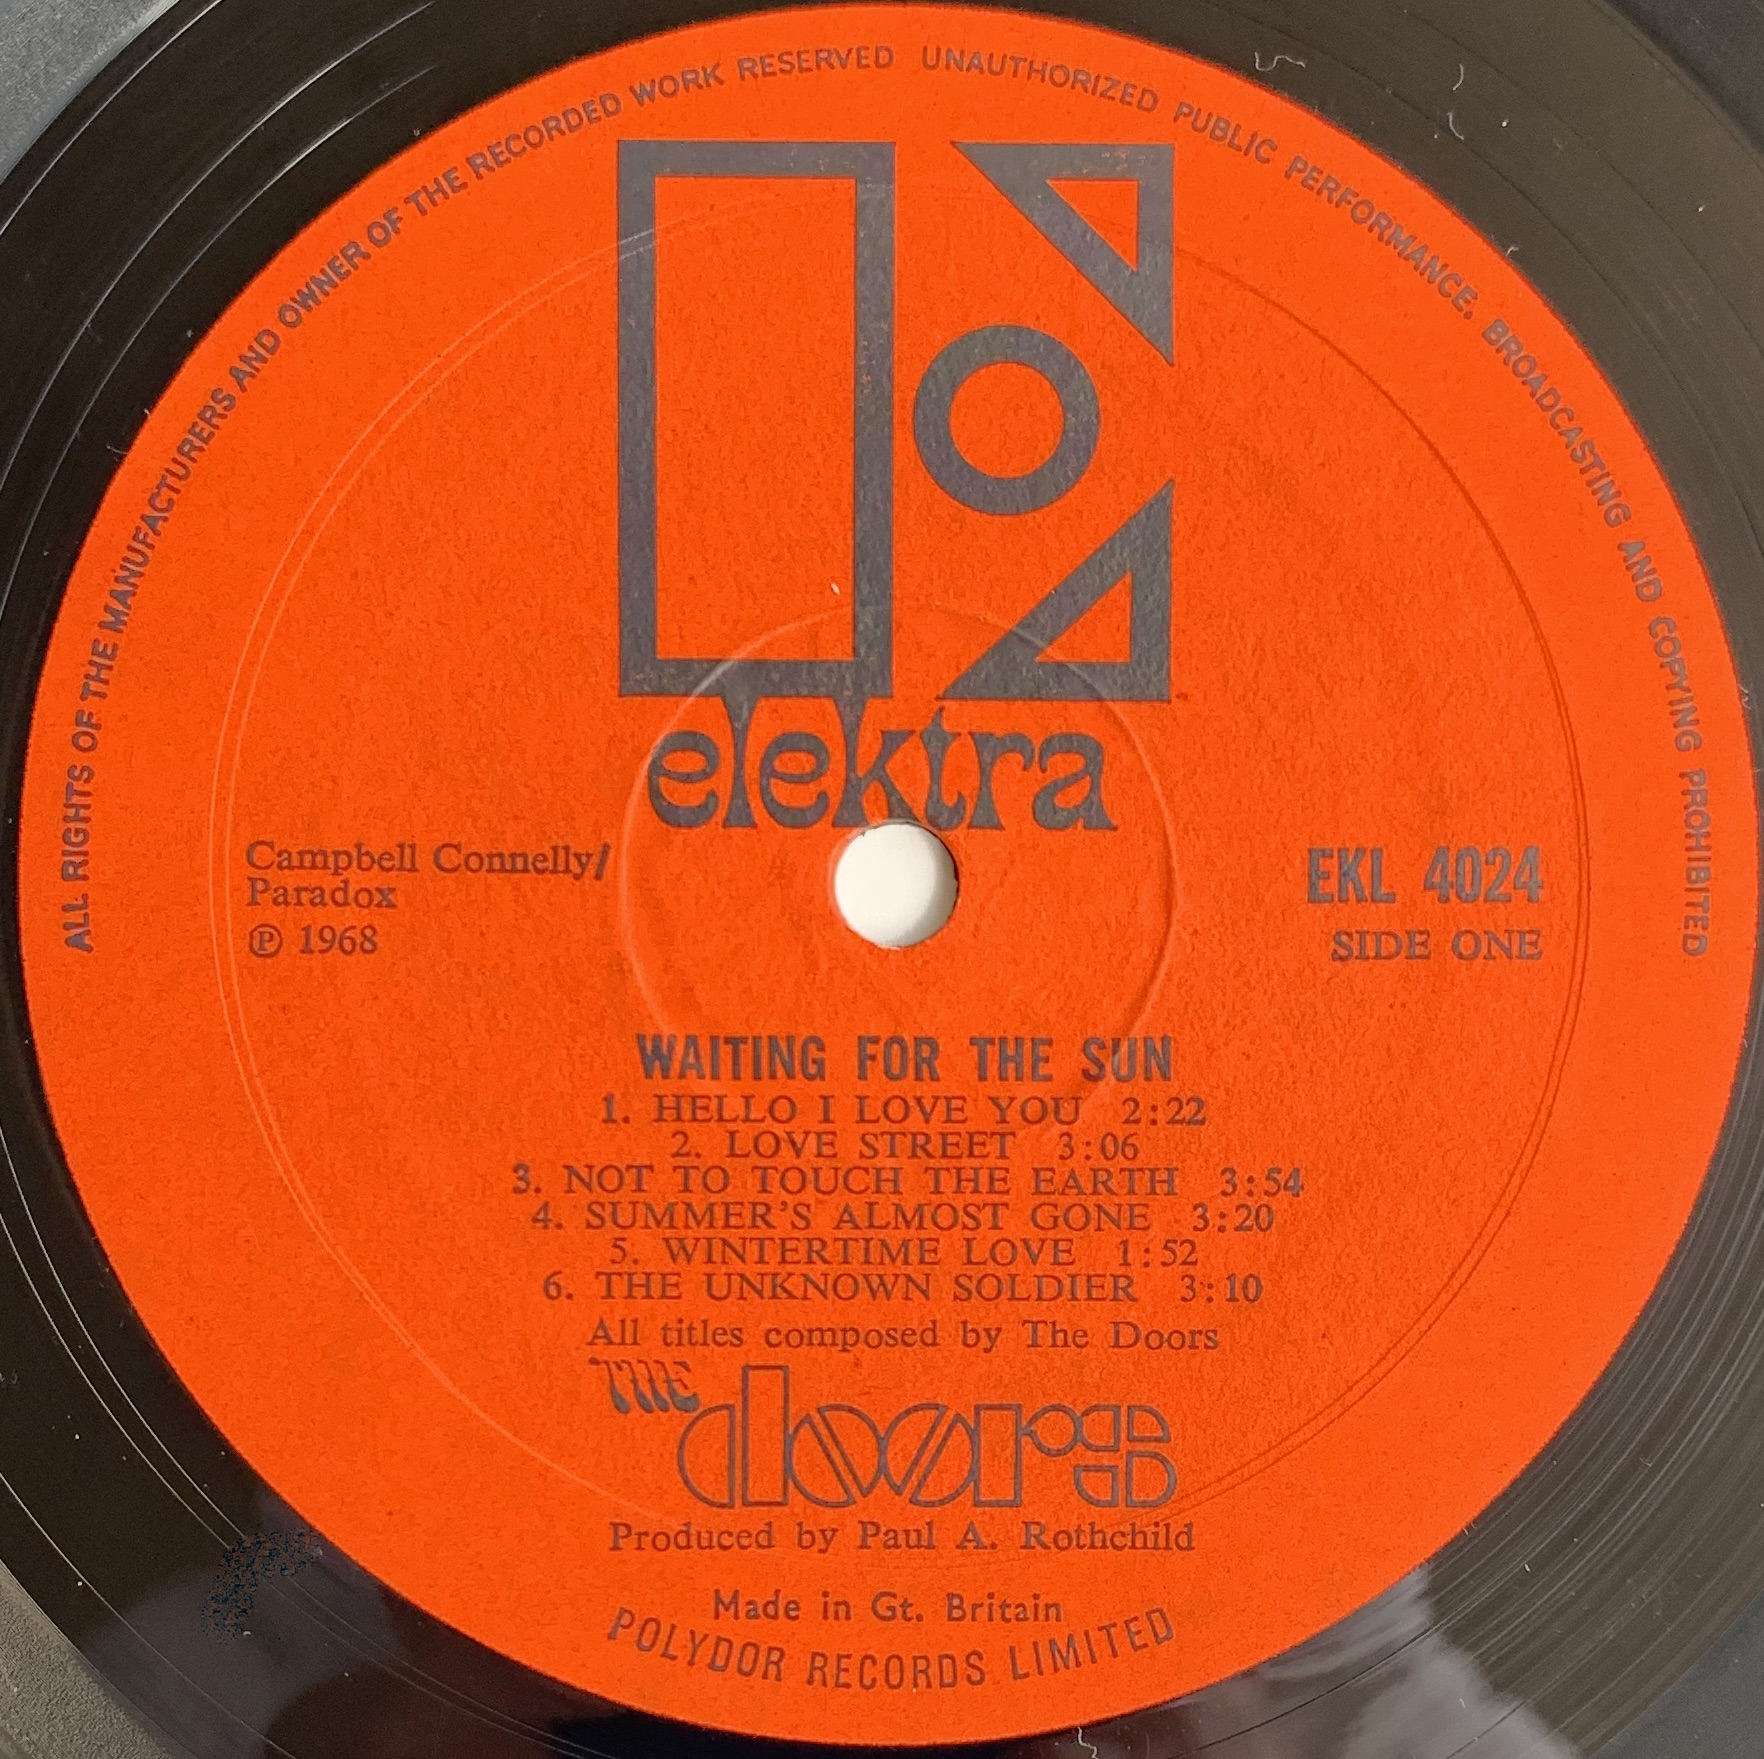 ALL RIGHTS OF THE MANUFACTURERS AND OWNER OF THE RECORDED WORK RESERVED UNAUTHORIZED PUBLIC PERFORMANCE. BROADCASTING AND COPYING PROHIBITED
elektra
Campbell Connelly/
Paradox
℗ 1968
EKL 4024
SIDE ONE
WAITING FOR THE SUN
1. HELLO I LOVE YOU 2:22
2. LOVE STREET 3:06
3. NOT TO TOUCH THE EARTH 3:54
4. SUMMER'S ALMOST GONE 3:20
5. WINTERTIME LOVE 1:52
6. THE UNKNOWN SOLDIER 3:10
All titles composed by The Doors
THE doors
Produced by Paul A. Rothchild
Made in Gt. Britain
POLYDOR RECORDS LIMITED